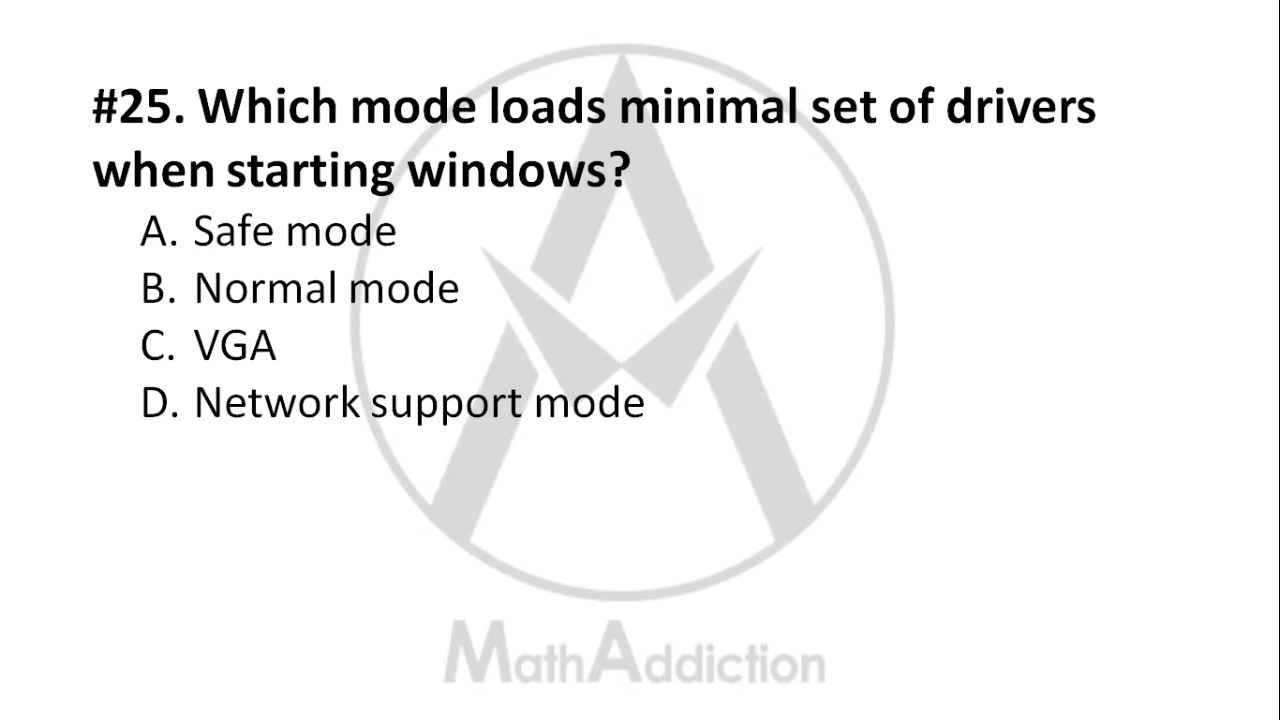 #25. Which mode loads minimal set of drivers
when starting windows?
A. Safe mode
B. Normal mode
C. VGA
D. Network support mode
MathAddiction